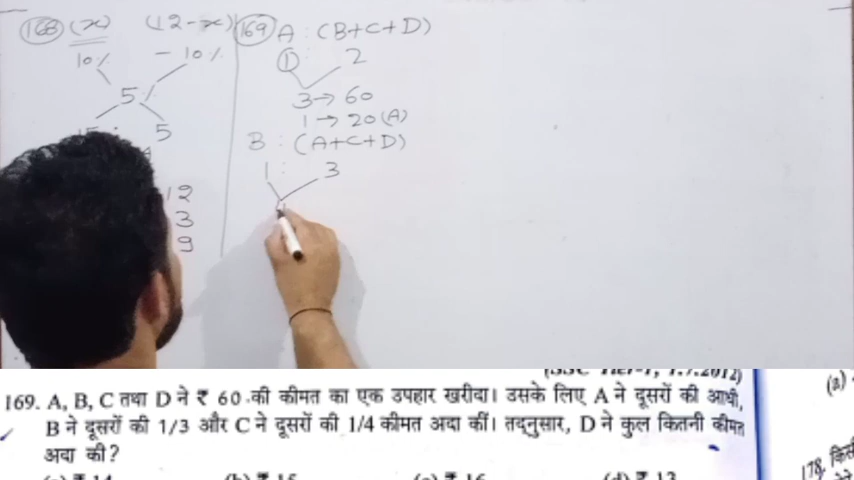 168 (x) (12-x)
10% -10%
5%
5
12
3
9
169 A : (B+C+D)
1 2
3 → 60
1 → 20 (A)
B : (A+C+D)
1 : 3
169. A, B, C तथा D ने ₹ 60 की कीमत का एक उपहार खरीदा। उसके लिए A ने दूसरों की आधी,
B ने दूसरों की 1/3 और C ने दूसरों की 1/4 कीमत अदा कीं। तद्नुसार, D ने कुल कितनी कीमत
अदा की?
(a)
178. किसी